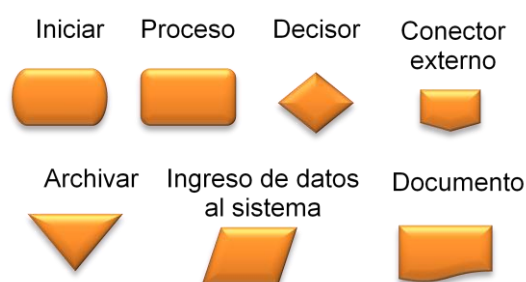 Iniciar
Proceso
Decisor
Conector
externo
Archivar
Ingreso de datos
al sistema
Documento